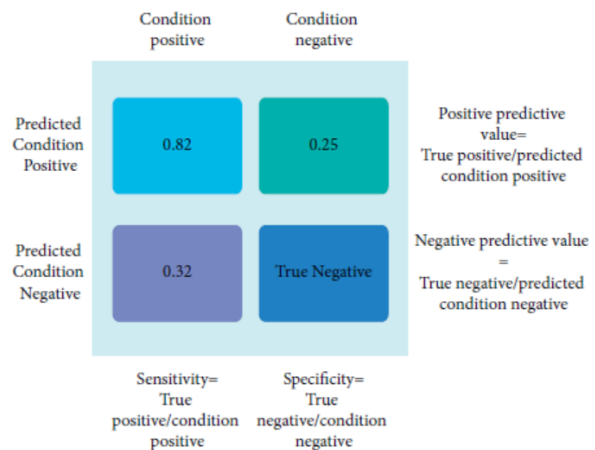 Condition
positive
Condition
negative
Predicted
Condition
Positive
0.82
0.25
Positive predictive
value=
True positive/predicted
condition positive
Predicted
Condition
Negative
0.32
True Negative
Negative predictive value
=
True negative/predicted
condition negative
Sensitivity=
True
positive/condition
positive
Specificity=
True
negative/condition
negative